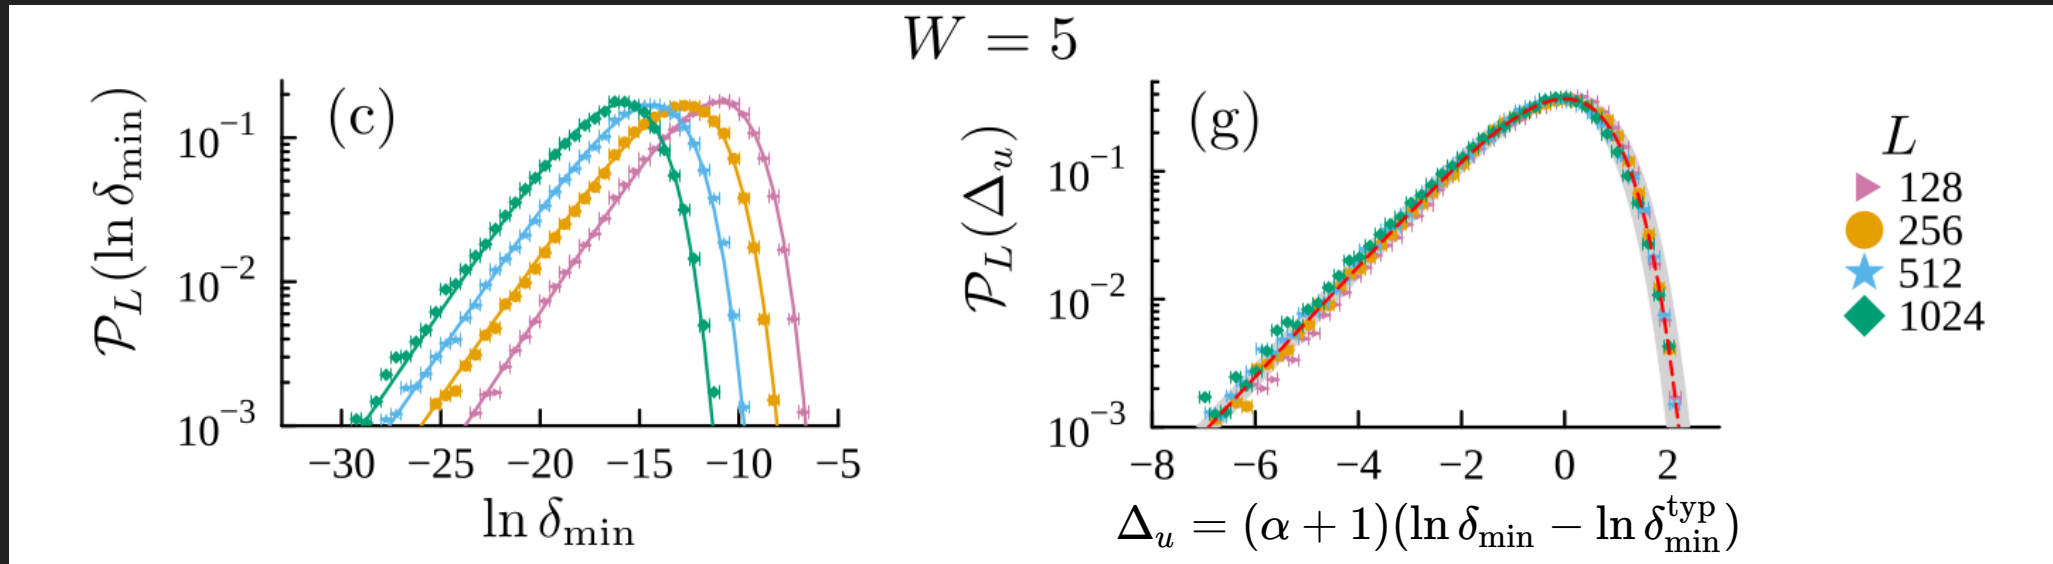 W = 5
(c)
𝒫_L(ln δ_min)
10⁻¹
10⁻²
10⁻³
−30 −25 −20 −15 −10 −5
ln δ_min
(g)
𝒫_L(Δ_u)
10⁻¹
10⁻²
10⁻³
−8 −6 −4 −2 0 2
Δ_u = (α + 1)(ln δ_min − ln δ_min^typ)
L
128
256
512
1024